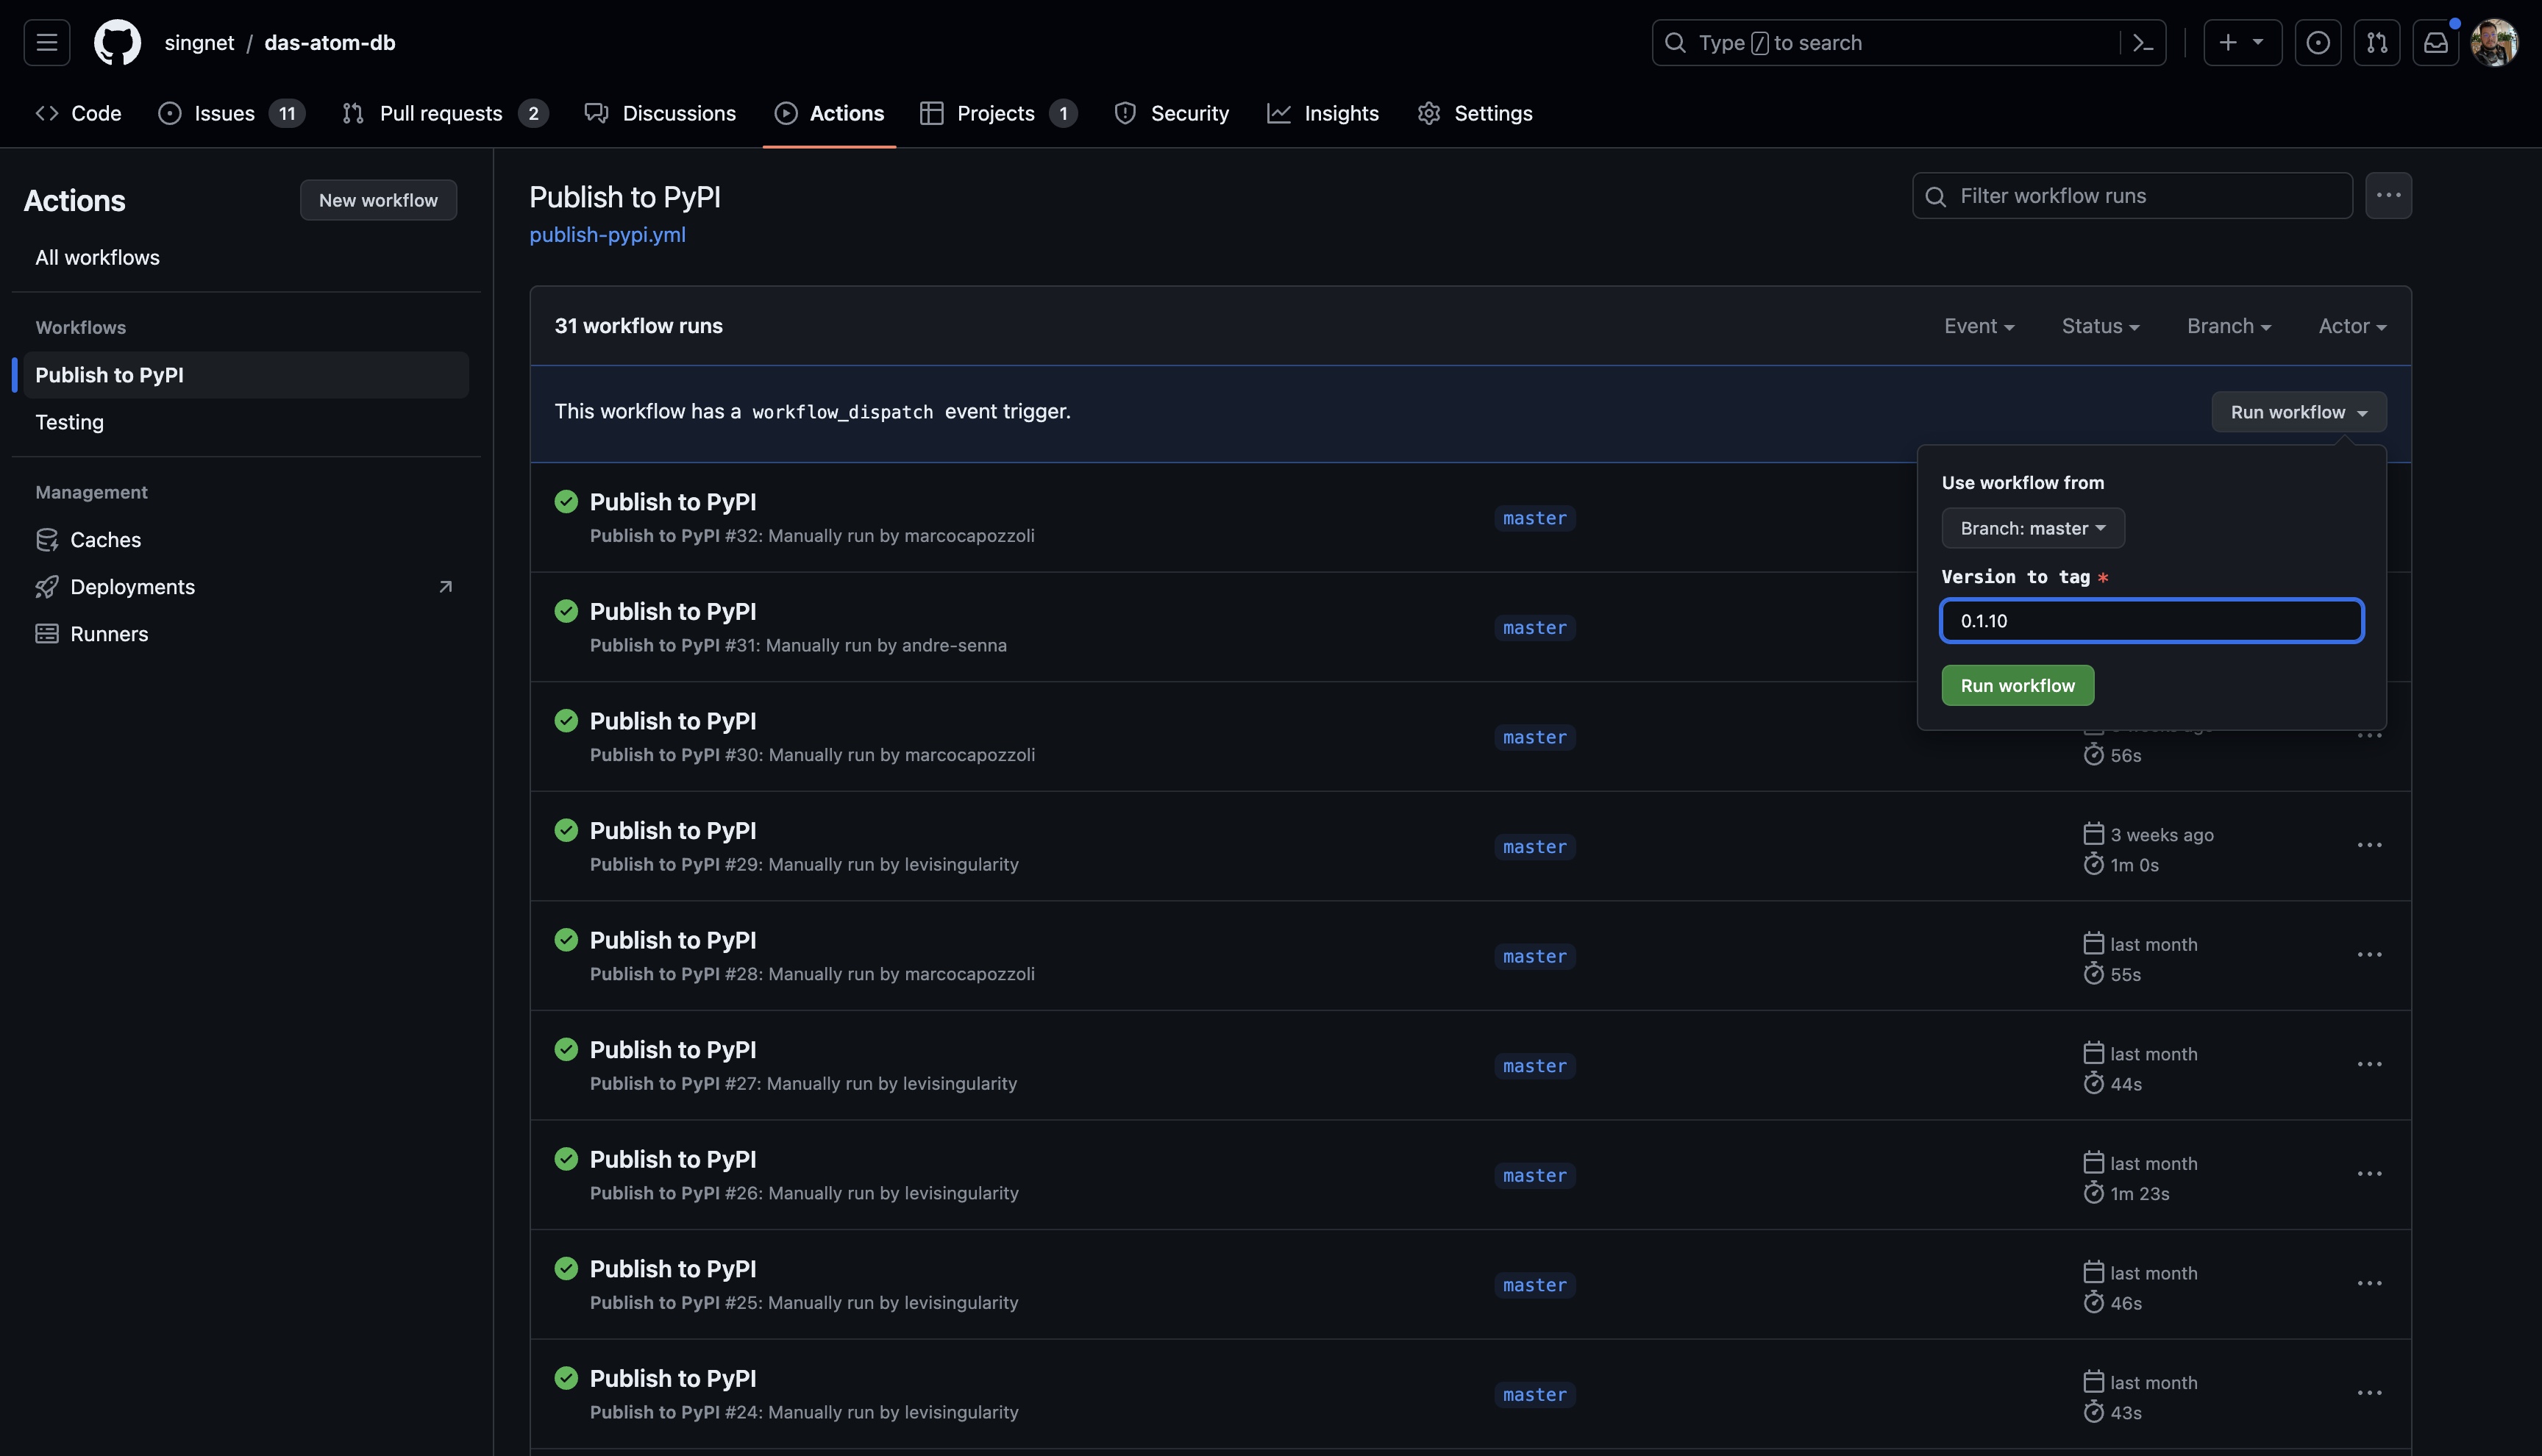 singnet / das-atom-db
Type / to search
Code
Issues 11
Pull requests 2
Discussions
Actions
Projects 1
Security
Insights
Settings
Actions
New workflow
All workflows
Workflows
Publish to PyPI
Testing
Management
Caches
Deployments
Runners
Publish to PyPI
publish-pypi.yml
Filter workflow runs
31 workflow runs
Event
Status
Branch
Actor
This workflow has a workflow_dispatch event trigger.
Run workflow
Use workflow from
Branch: master
Version to tag *
0.1.10
Run workflow
Publish to PyPI
Publish to PyPI #32: Manually run by marcocapozzoli
master
Publish to PyPI
Publish to PyPI #31: Manually run by andre-senna
master
Publish to PyPI
Publish to PyPI #30: Manually run by marcocapozzoli
master
56s
Publish to PyPI
Publish to PyPI #29: Manually run by levisingularity
master
3 weeks ago
1m 0s
Publish to PyPI
Publish to PyPI #28: Manually run by marcocapozzoli
master
last month
55s
Publish to PyPI
Publish to PyPI #27: Manually run by levisingularity
master
last month
44s
Publish to PyPI
Publish to PyPI #26: Manually run by levisingularity
master
last month
1m 23s
Publish to PyPI
Publish to PyPI #25: Manually run by levisingularity
master
last month
46s
Publish to PyPI
Publish to PyPI #24: Manually run by levisingularity
master
last month
43s